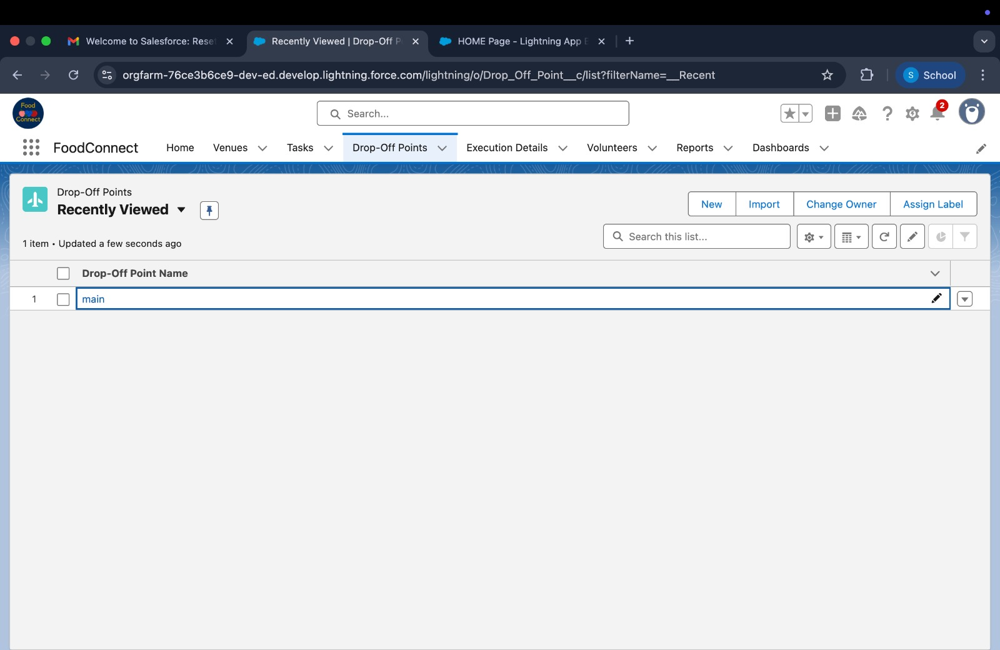 Welcome to Salesforce: Rese
Recently Viewed | Drop-Off P
HOME Page - Lightning App E
orgfarm-76ce3b6ce9-dev-ed.develop.lightning.force.com/lightning/o/Drop_Off_Point__c/list?filterName=__Recent
S School
Food
Connect
Search...
2
FoodConnect
Home
Venues
Tasks
Drop-Off Points
Execution Details
Volunteers
Reports
Dashboards
Drop-Off Points
Recently Viewed
New
Import
Change Owner
Assign Label
1 item • Updated a few seconds ago
Search this list...
Drop-Off Point Name
1 main